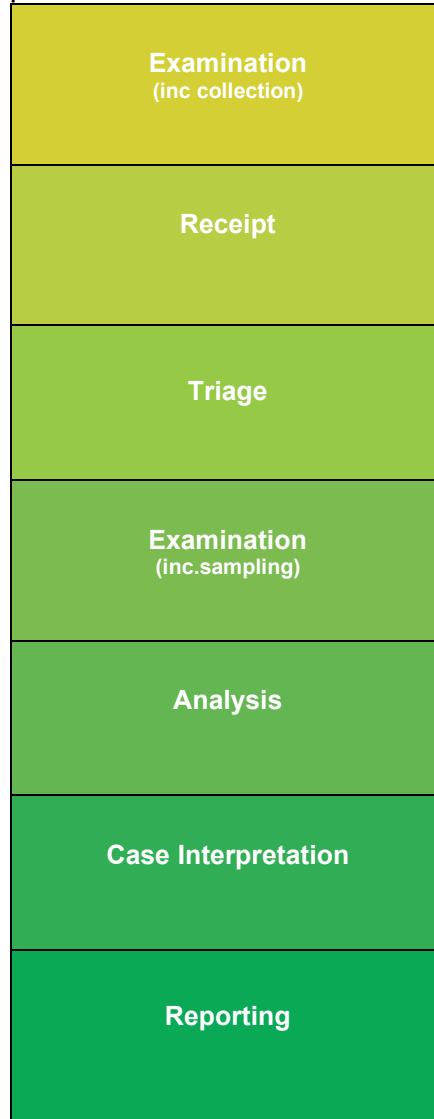 Examination
(inc collection)
Receipt
Triage
Examination
(inc.sampling)
Analysis
Case Interpretation
Reporting